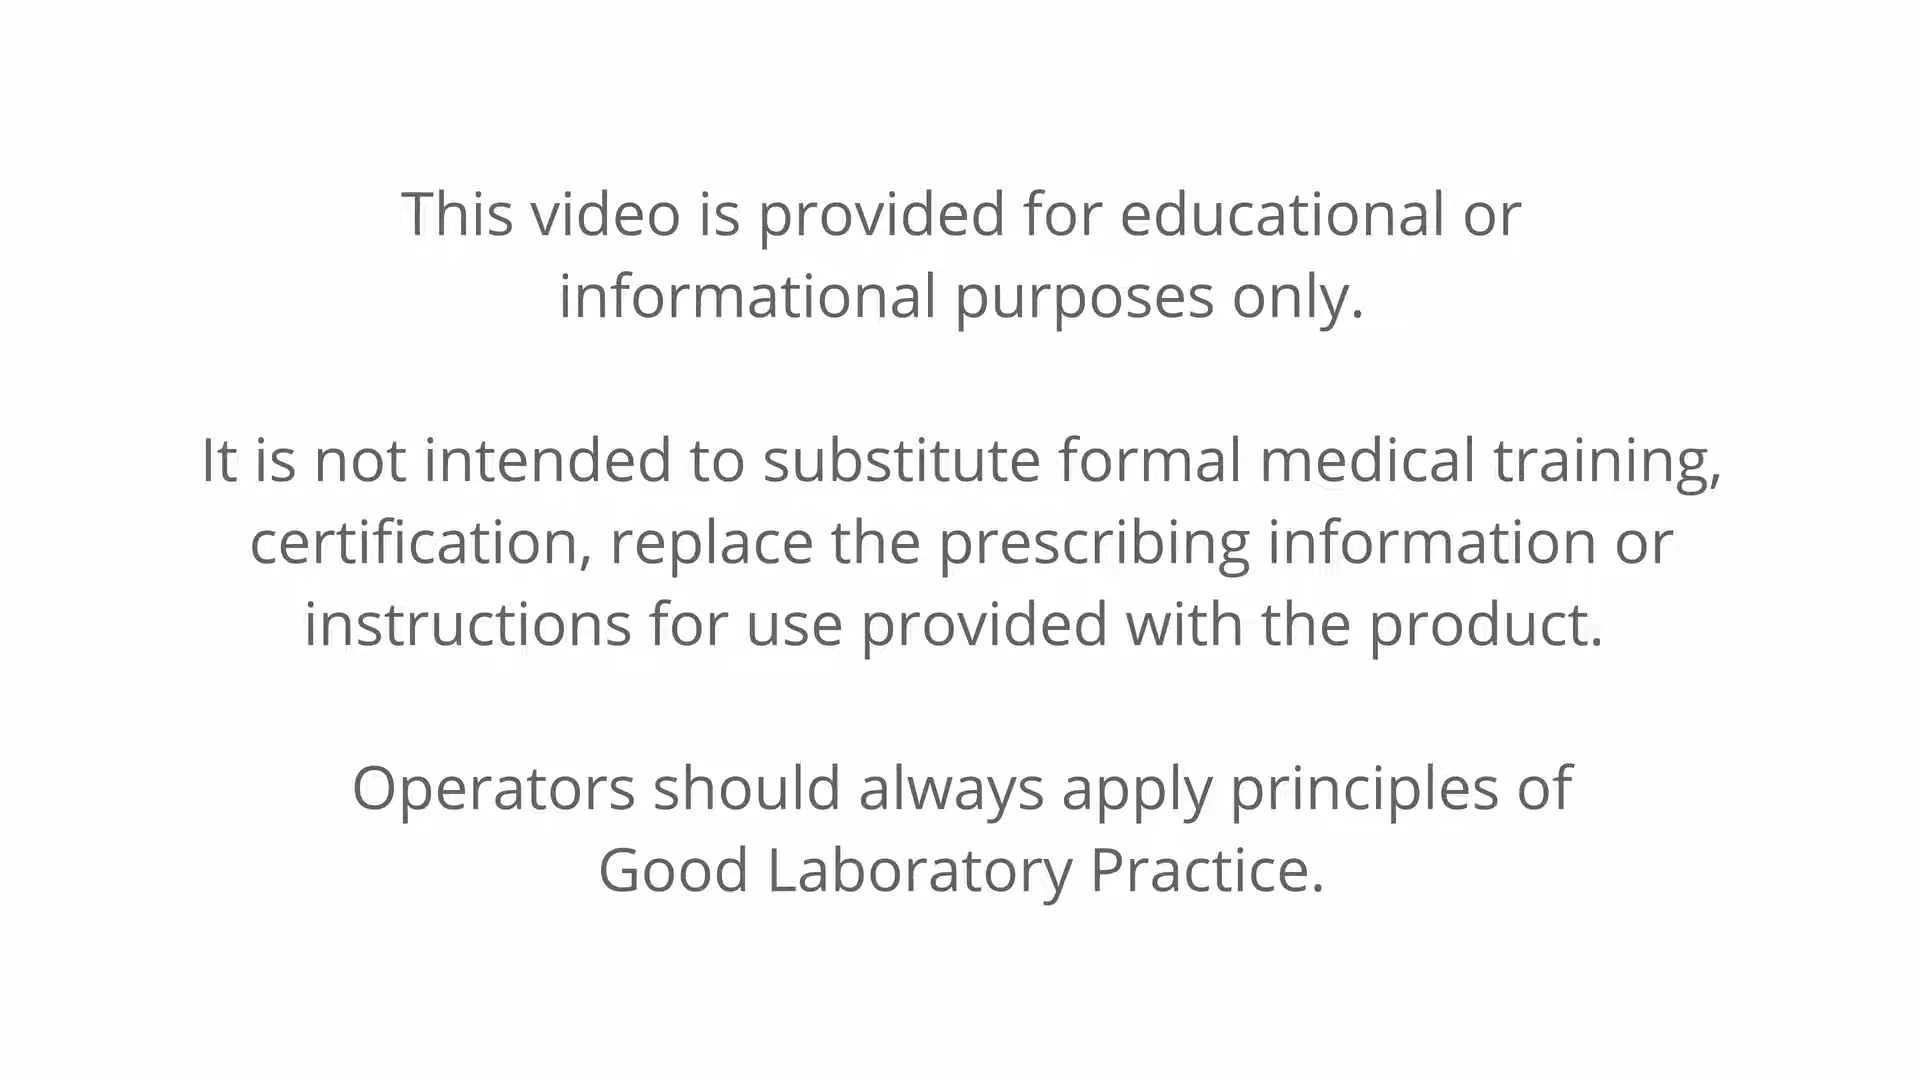 This video is provided for educational or
informational purposes only.
It is not intended to substitute formal medical training,
certification, replace the prescribing information or
instructions for use provided with the product.
Operators should always apply principles of
Good Laboratory Practice.